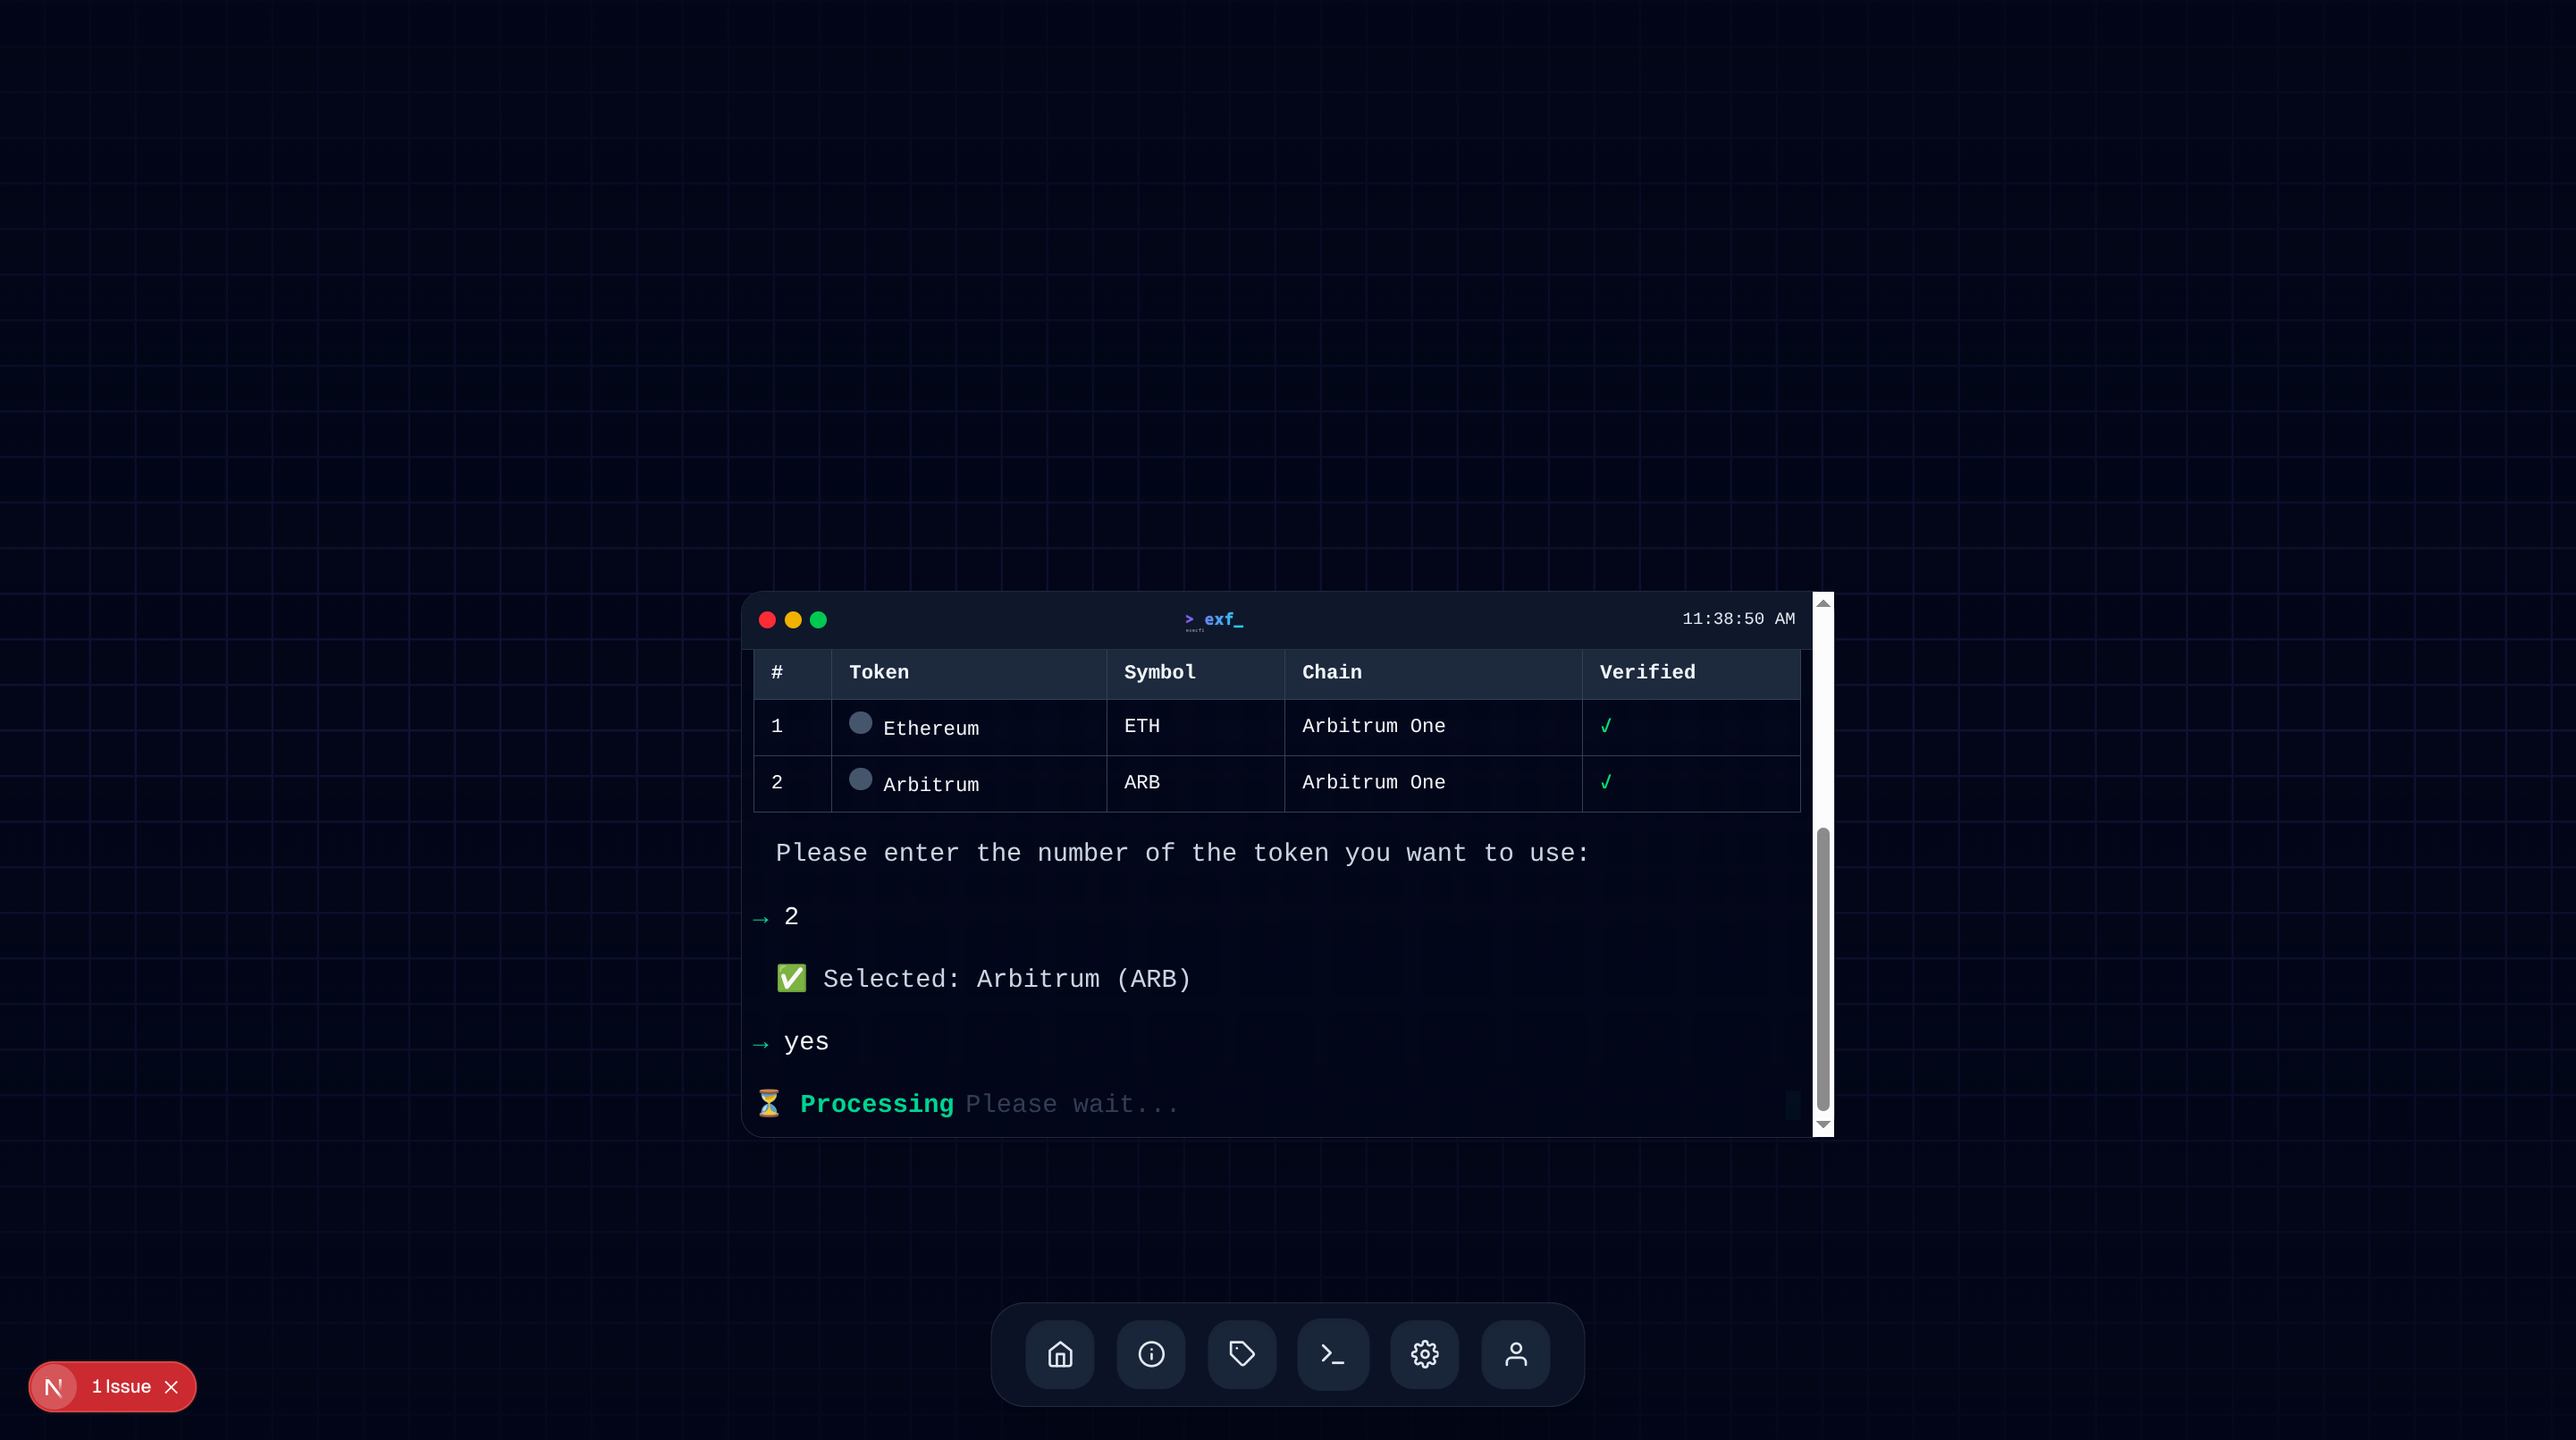 > exf_
execfi
11:38:50 AM
# Token Symbol Chain Verified
1 Ethereum ETH Arbitrum One ✓
2 Arbitrum ARB Arbitrum One ✓
Please enter the number of the token you want to use:
→ 2
✅ Selected: Arbitrum (ARB)
→ yes
⏳ Processing Please wait...
N 1 Issue